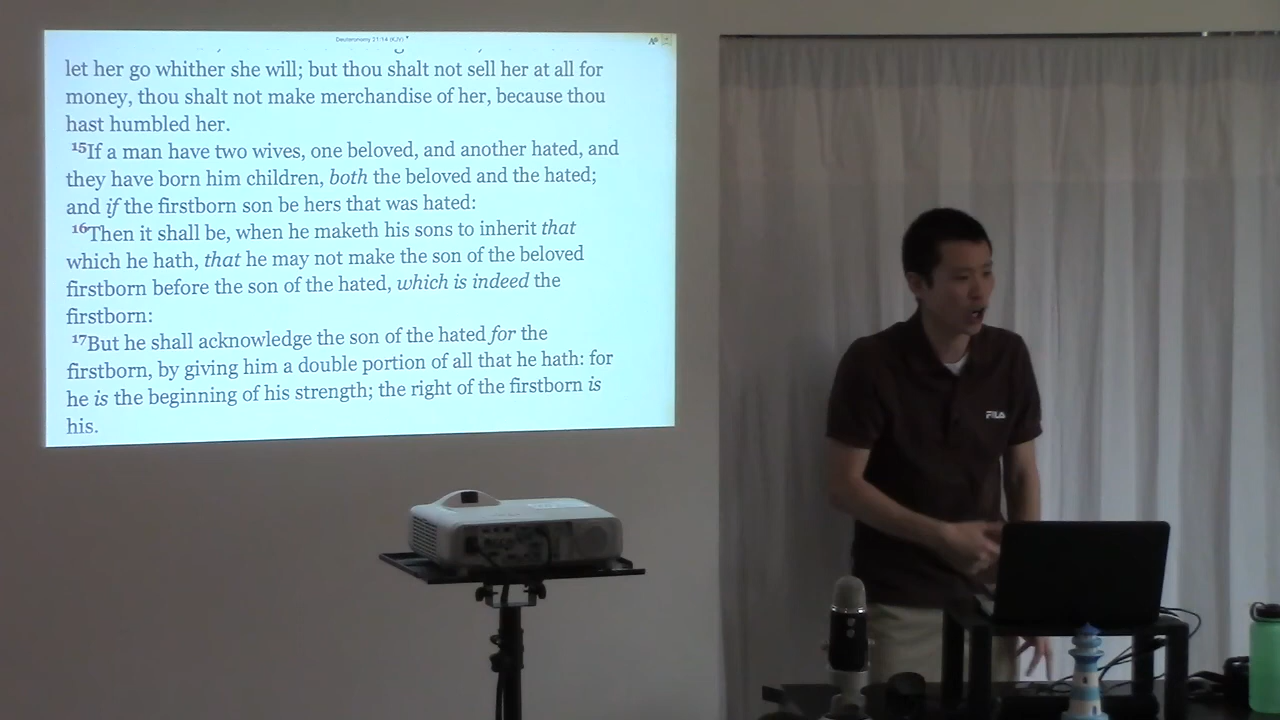 Deuteronomy 21:14 (KJV)
let her go whither she will; but thou shalt not sell her at all for
money, thou shalt not make merchandise of her, because thou
hast humbled her.
15If a man have two wives, one beloved, and another hated, and
they have born him children, both the beloved and the hated;
and if the firstborn son be hers that was hated:
16Then it shall be, when he maketh his sons to inherit that
which he hath, that he may not make the son of the beloved
firstborn before the son of the hated, which is indeed the
firstborn:
17But he shall acknowledge the son of the hated for the
firstborn, by giving him a double portion of all that he hath: for
he is the beginning of his strength; the right of the firstborn is
his.
FILA